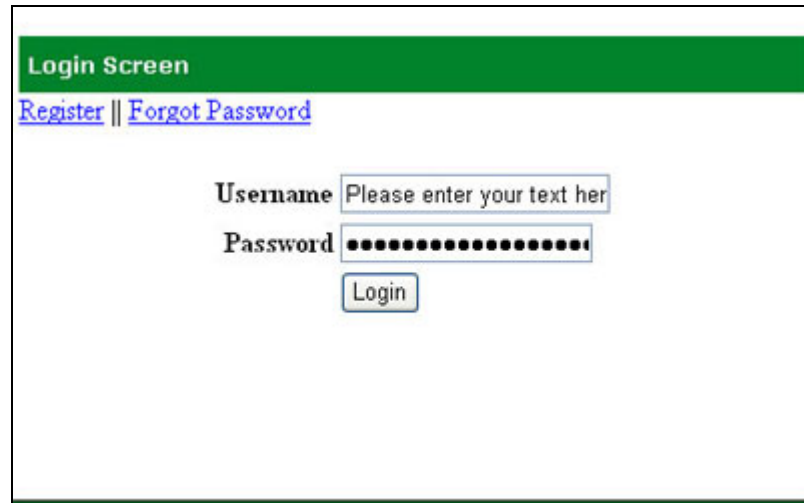 Login Screen
Register || Forgot Password
Username Please enter your text her
Password ••••••••••••••••••
Login